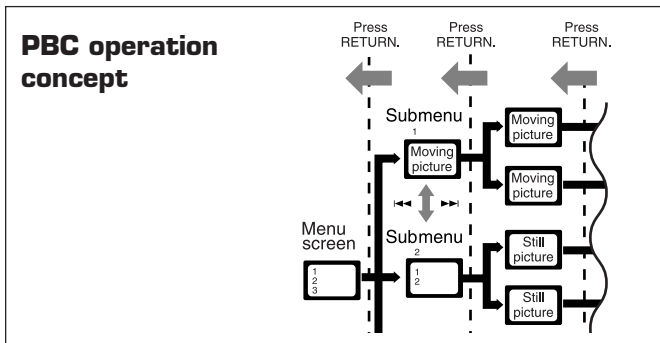 PBC operation
concept
Press
RETURN.
Press
RETURN.
Press
RETURN.
Submenu
1
Moving
picture
Moving
picture
Moving
picture
Menu
screen
1
2
3
Submenu
2
1
2
Still
picture
Still
picture